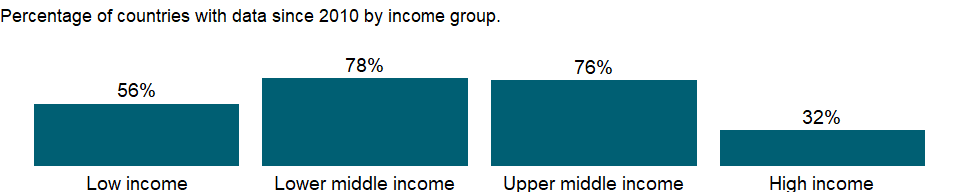 Percentage of countries with data since 2010 by income group.
78%
76%
56%
32%
Low income
Lower middle income
Upper middle income
High income